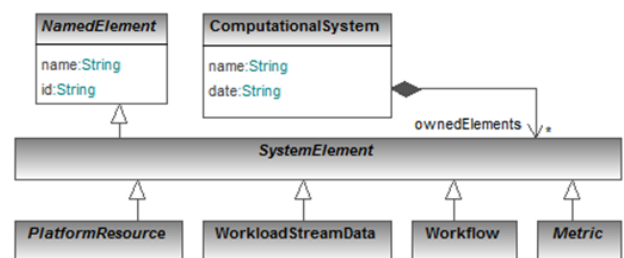 NamedElement
name:String
id:String
ComputationalSystem
name:String
date:String
ownedElements
*
SystemElement
PlatformResource
WorkloadStreamData
Workflow
Metric